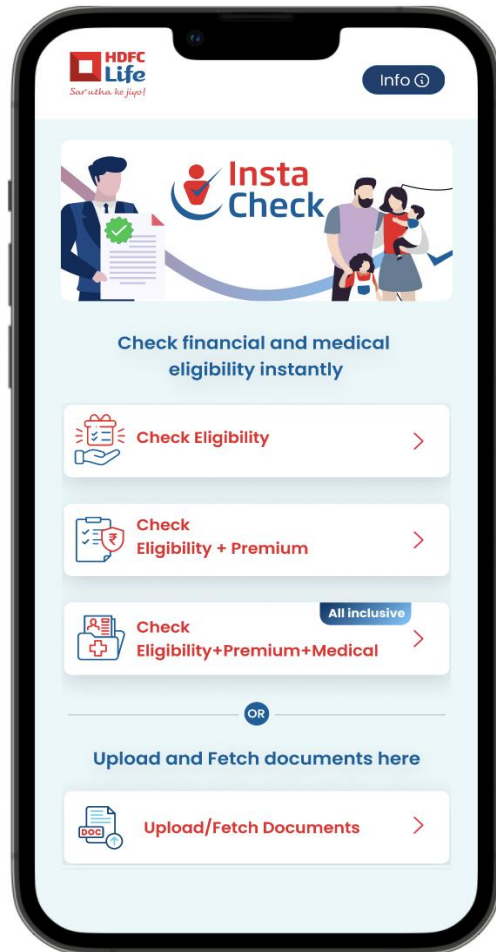 HDFC
Life
Sar utha ke jiyo!
Info
Insta
Check
Check financial and medical
eligibility instantly
Check Eligibility
Check
Eligibility + Premium
All inclusive
Check
Eligibility+Premium+Medical
OR
Upload and Fetch documents here
DOC
Upload/Fetch Documents